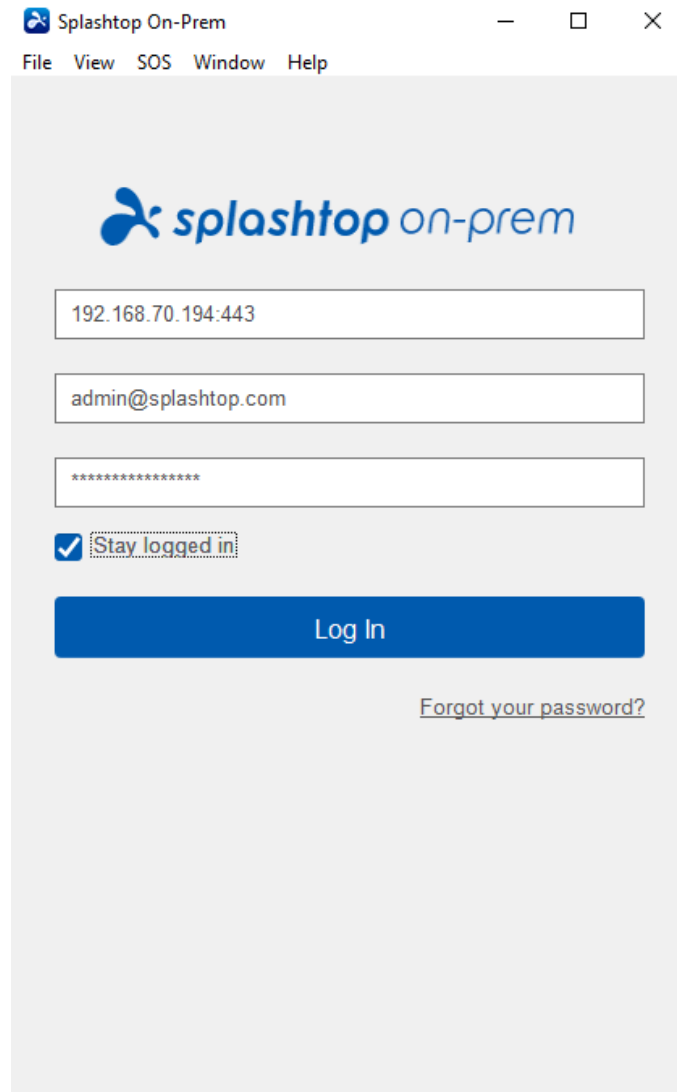 Splashtop On-Prem
File View SOS Window Help
splashtop on-prem
192.168.70.194:443
admin@splashtop.com
****************
Stay logged in
Log In
Forgot your password?